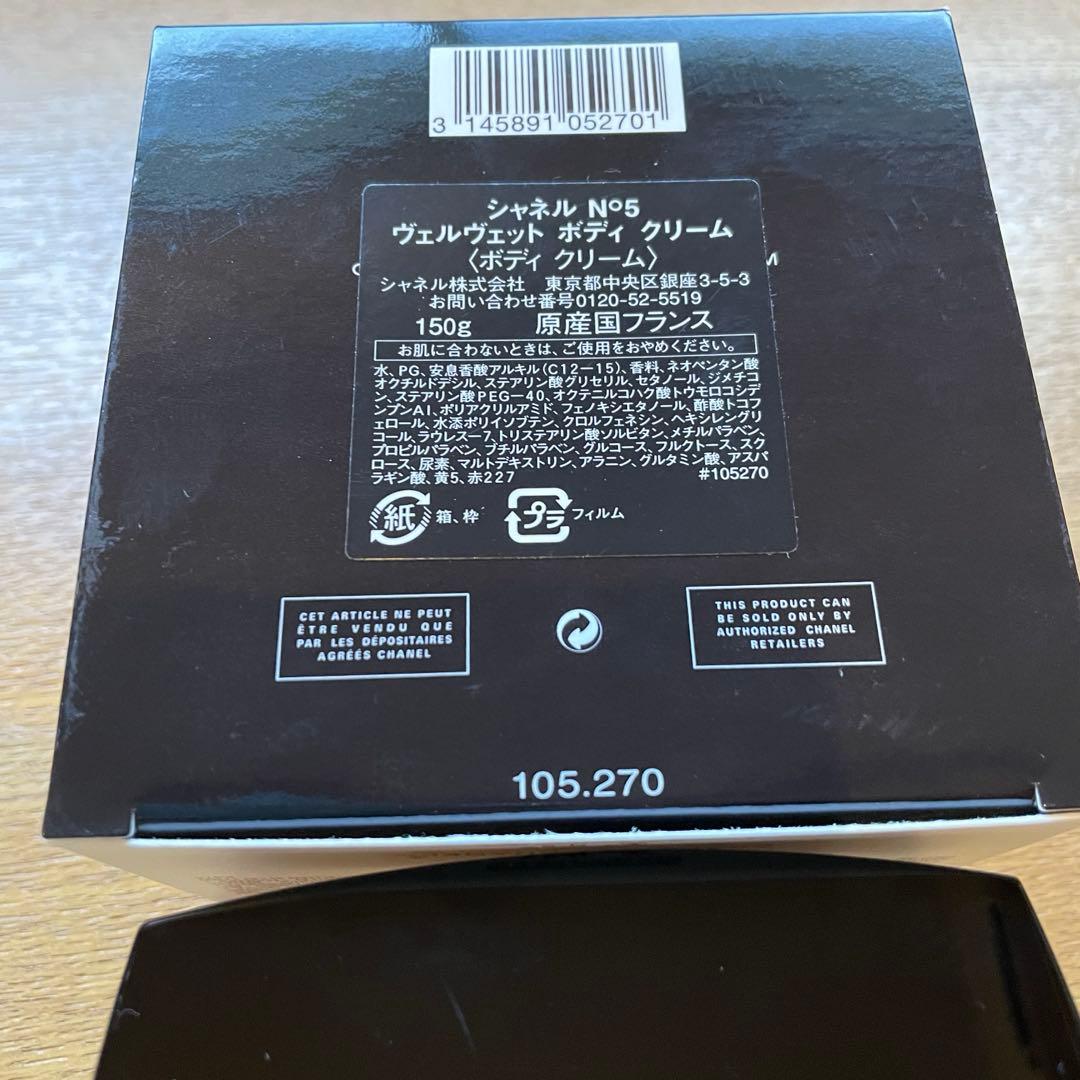 3 145891 052701
シャネル Nº5
ヴェルヴェット ボディ クリーム
〈ボディ クリーム〉
シャネル株式会社 東京都中央区銀座3-5-3
お問い合わせ番号0120-52-5519
150g 原産国フランス
お肌に合わないときは、ご使用をおやめください。
水、PG、安息香酸アルキル(C12-15)、香料、ネオペンタン酸
オクチルドデシル、ステアリン酸グリセリル、セタノール、ジメチコ
ン、ステアリン酸PEG-40、オクテニルコハク酸トウモロコシデ
ンプンAl、ポリアクリルアミド、フェノキシエタノール、酢酸トコフ
ェロール、水添ポリイソブテン、クロルフェネシン、ヘキシレングリ
コール、ラウレス-7、トリステアリン酸ソルビタン、メチルパラベン、
プロピルパラベン、ブチルパラベン、グルコース、フルクトース、スク
ロース、尿素、マルトデキストリン、アラニン、グルタミン酸、アスパ
ラギン酸、黄5、赤227 #105270
紙 箱、枠 プラ フィルム
CET ARTICLE NE PEUT
ÊTRE VENDU QUE
PAR LES DÉPOSITAIRES
AGRÉÉS CHANEL
THIS PRODUCT CAN
BE SOLD ONLY BY
AUTHORIZED CHANEL
RETAILERS
105.270